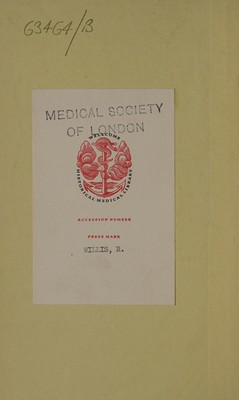 63464/B
MEDICAL SOCIETY
OF LONDON
WELLCOME
HISTORICAL MEDICAL LIBRARY
ACCESSION NUMBER
PRESS MARK
WILLIS, R.